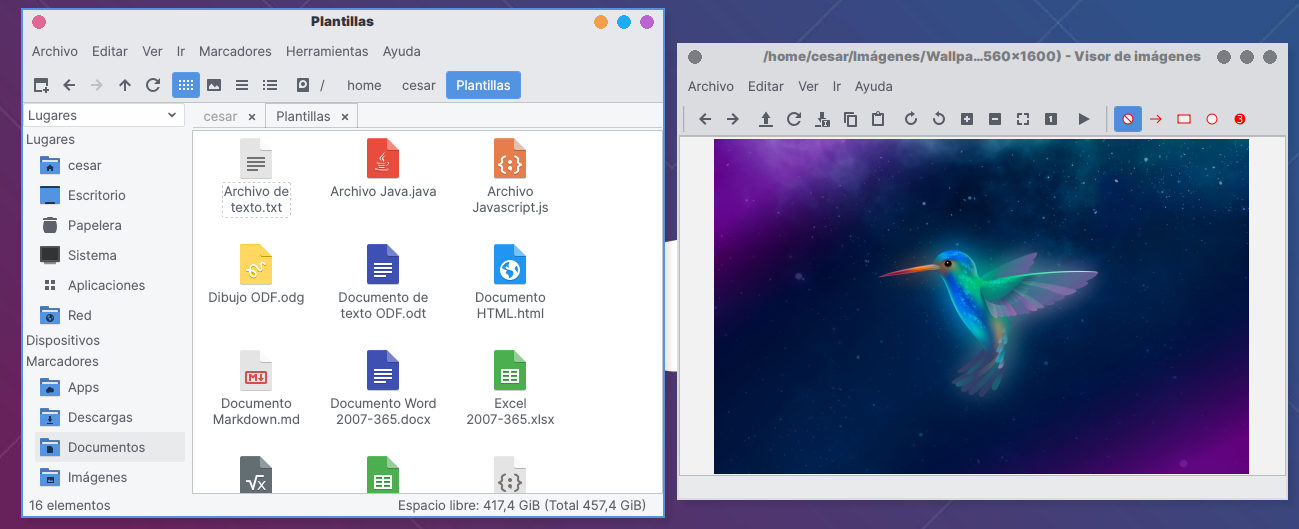 Plantillas
Archivo Editar Ver Ir Marcadores Herramientas Ayuda
/ home cesar Plantillas
Lugares
cesar Plantillas
Lugares
cesar
Escritorio
Papelera
Sistema
Aplicaciones
Red
Dispositivos
Marcadores
Apps
Descargas
Documentos
Imágenes
Archivo de
texto.txt
Archivo Java.java
Archivo
Javascript.js
Dibujo ODF.odg
Documento de
texto ODF.odt
Documento
HTML.html
Documento
Markdown.md
Documento Word
2007-365.docx
Excel
2007-365.xlsx
16 elementos
Espacio libre: 417,4 GiB (Total 457,4 GiB)
/home/cesar/Imágenes/Wallpa...560×1600) - Visor de imágenes
Archivo Editar Ver Ir Ayuda
1
3
M
√x